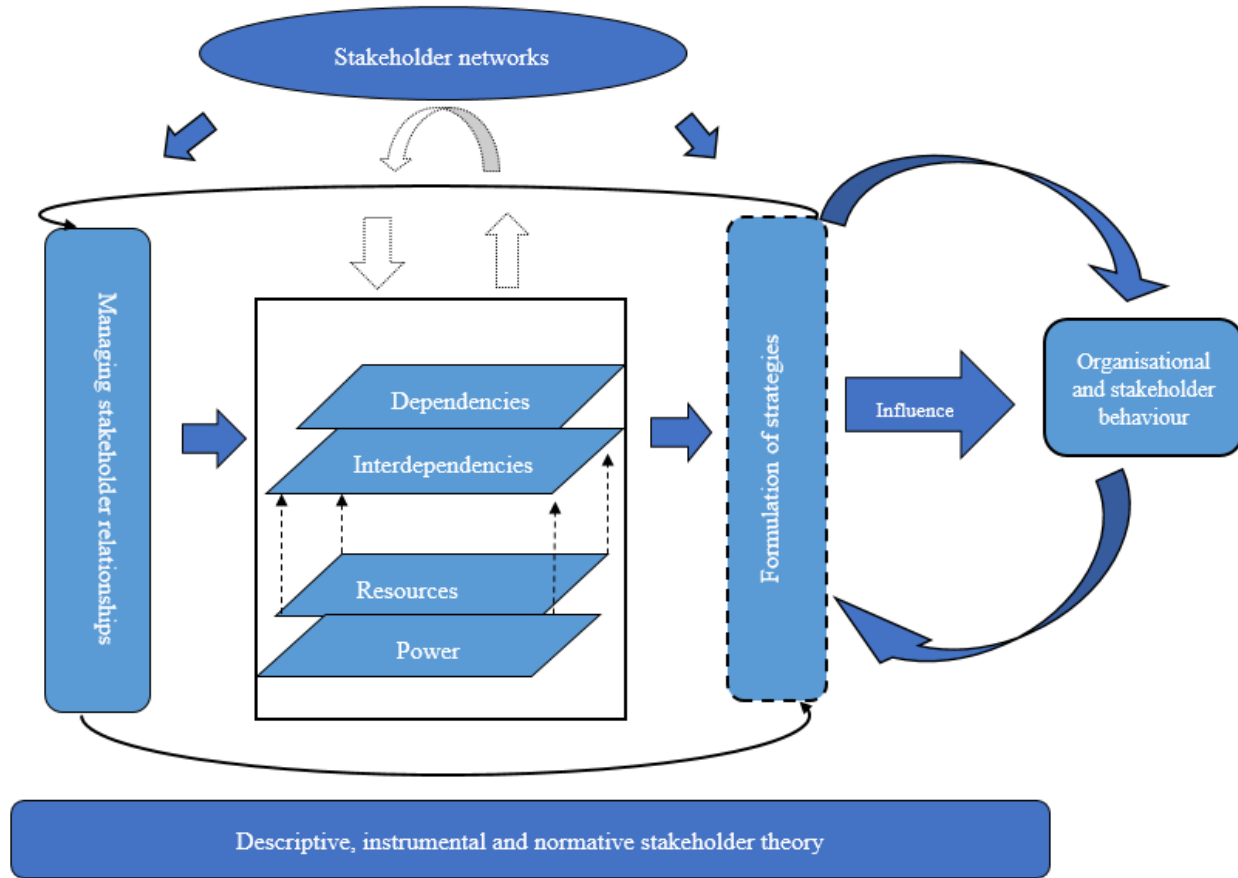 Stakeholder networks
Managing stakeholder relationships
Dependencies
Interdependencies
Resources
Power
Formulation of strategies
Influence
Organisational
and stakeholder
behaviour
Descriptive, instrumental and normative stakeholder theory